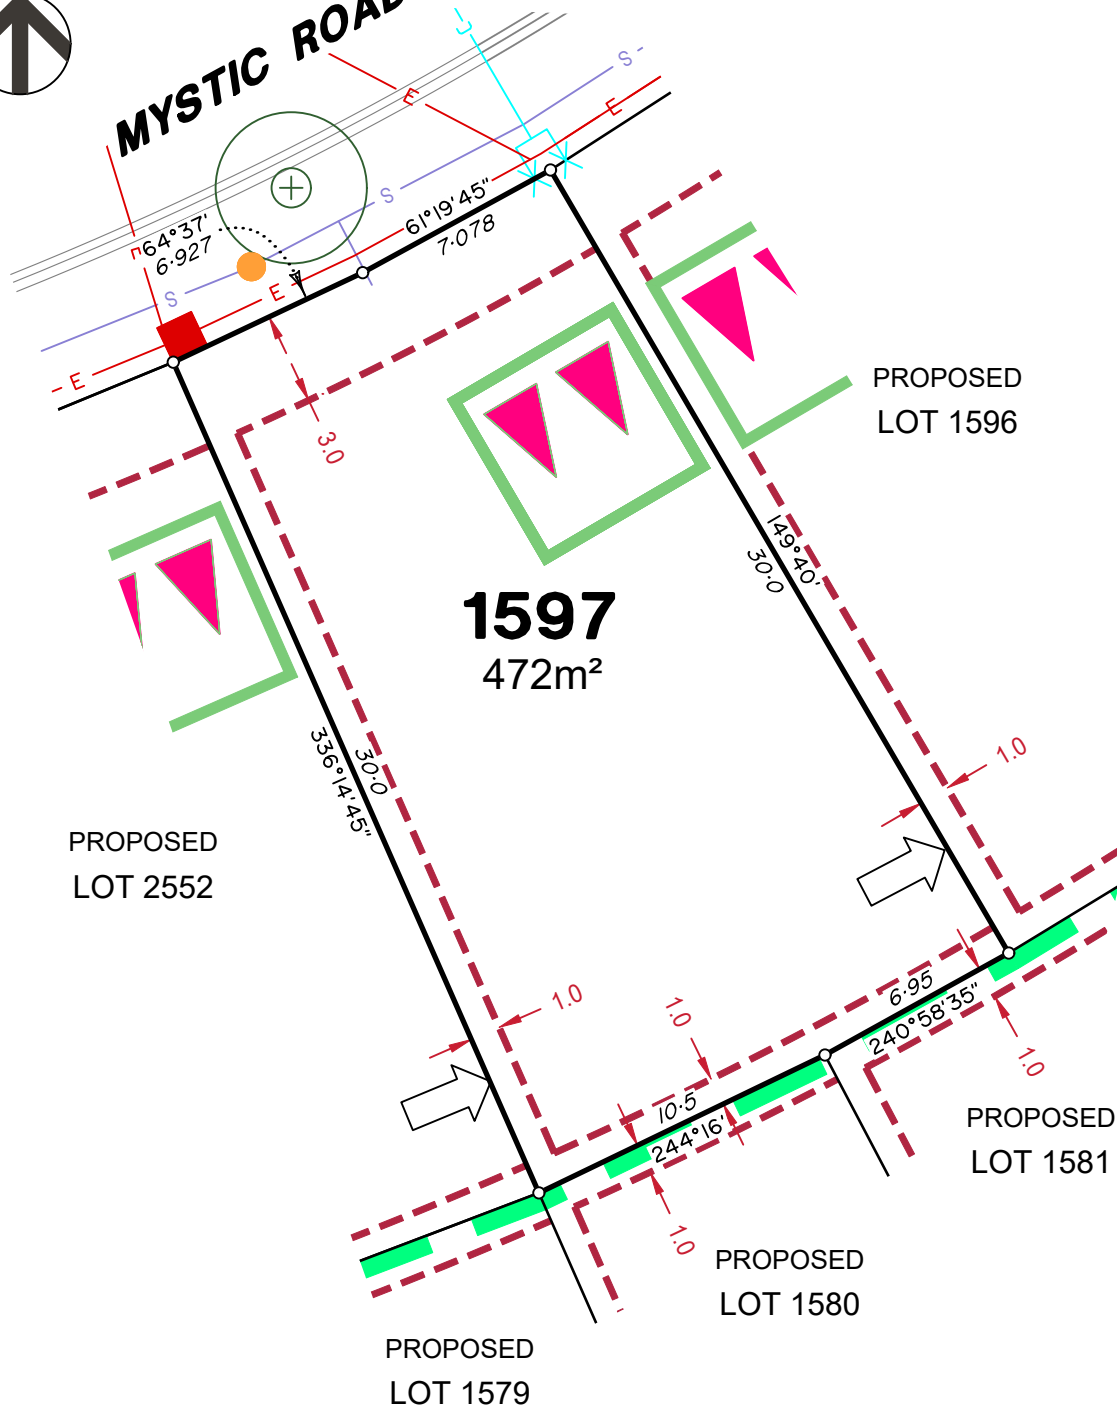 MYSTIC ROAD
J
S
E
E
S
61°19'45"
7·078
64°37'
6·927
E
S
E
3.0
PROPOSED
LOT 1596
149°40'
30·0
1597
472m²
336°14'45"
30·0
1.0
PROPOSED
LOT 2552
1.0
1.0
6·95
240°58'35"
1.0
10·5
244°16'
1.0
PROPOSED
LOT 1581
PROPOSED
LOT 1580
PROPOSED
LOT 1579